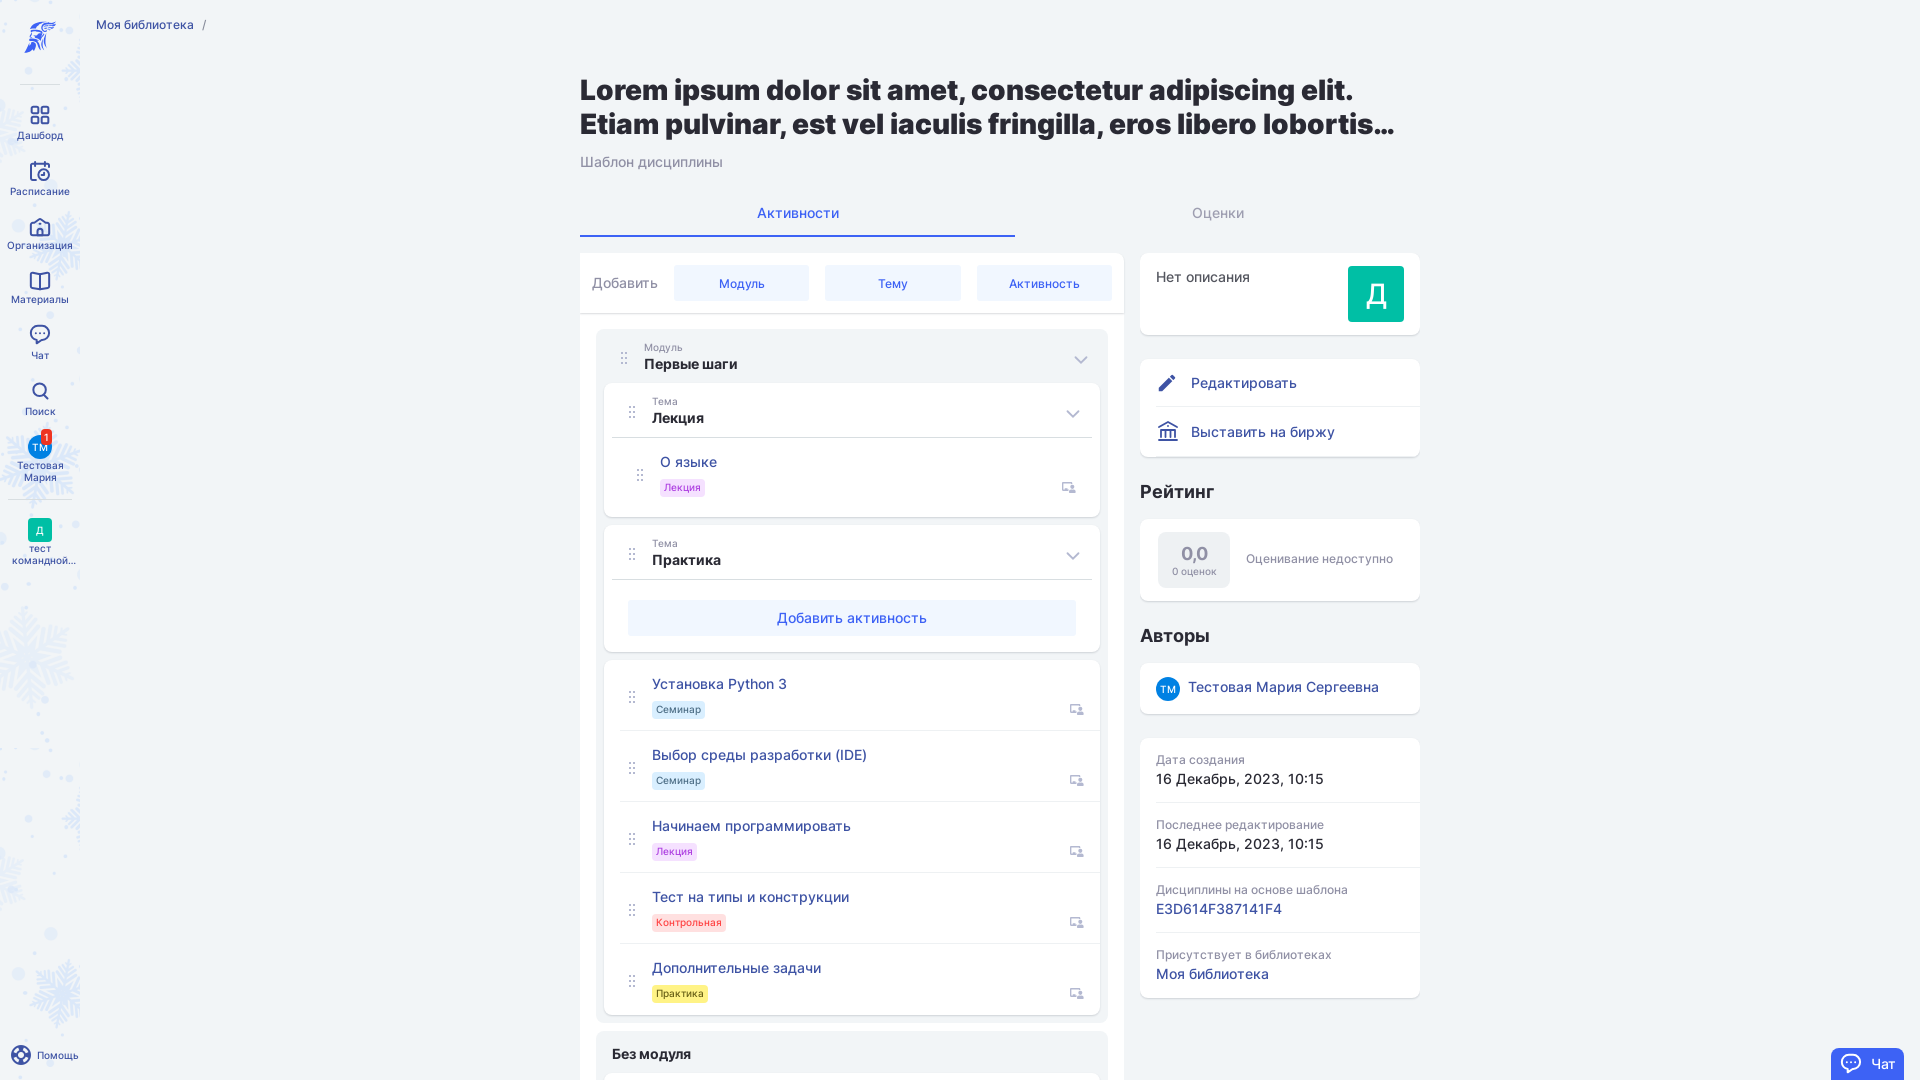 Моя библиотека /
Дашборд
Расписание
Организация
Материалы
Чат
Поиск
ТМ
1
Тестовая
Мария
Д
тест
командной...
Помощь
Lorem ipsum dolor sit amet, consectetur adipiscing elit.
Etiam pulvinar, est vel iaculis fringilla, eros libero lobortis...
Шаблон дисциплины
Активности
Оценки
Добавить
Модуль
Тему
Активность
Модуль
Первые шаги
Тема
Лекция
О языке
Лекция
Тема
Практика
Добавить активность
Установка Python 3
Семинар
Выбор среды разработки (IDE)
Семинар
Начинаем программировать
Лекция
Тест на типы и конструкции
Контрольная
Дополнительные задачи
Практика
Без модуля
Нет описания
Д
Редактировать
Выставить на биржу
Рейтинг
0,0
0 оценок
Оценивание недоступно
Авторы
ТМ
Тестовая Мария Сергеевна
Дата создания
16 Декабрь, 2023, 10:15
Последнее редактирование
16 Декабрь, 2023, 10:15
Дисциплины на основе шаблона
E3D614F387141F4
Присутствует в библиотеках
Моя библиотека
Чат